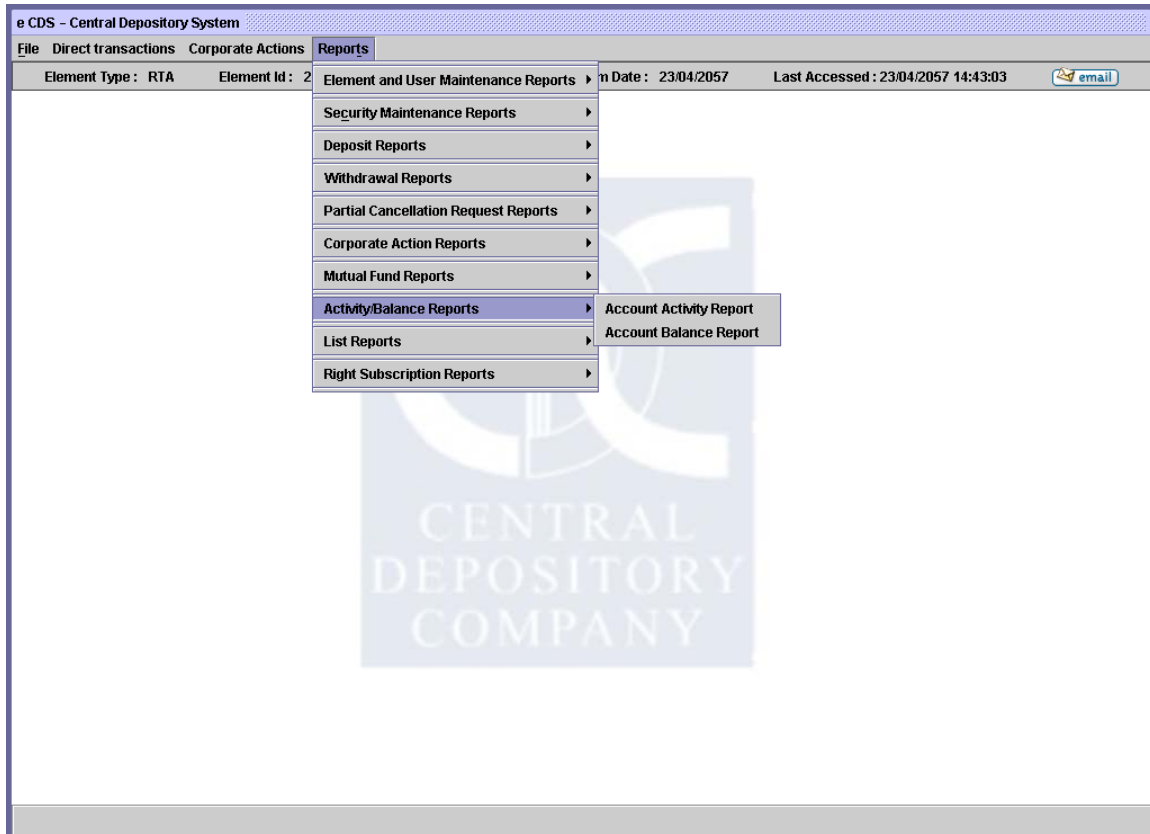 e CDS – Central Depository System
File Direct transactions Corporate Actions Reports
Element Type : RTA Element Id : 2 m Date : 23/04/2057 Last Accessed : 23/04/2057 14:43:03 email
Element and User Maintenance Reports
Security Maintenance Reports
Deposit Reports
Withdrawal Reports
Partial Cancellation Request Reports
Corporate Action Reports
Mutual Fund Reports
Activity/Balance Reports
Account Activity Report
Account Balance Report
List Reports
Right Subscription Reports
CENTRAL
DEPOSITORY
COMPANY